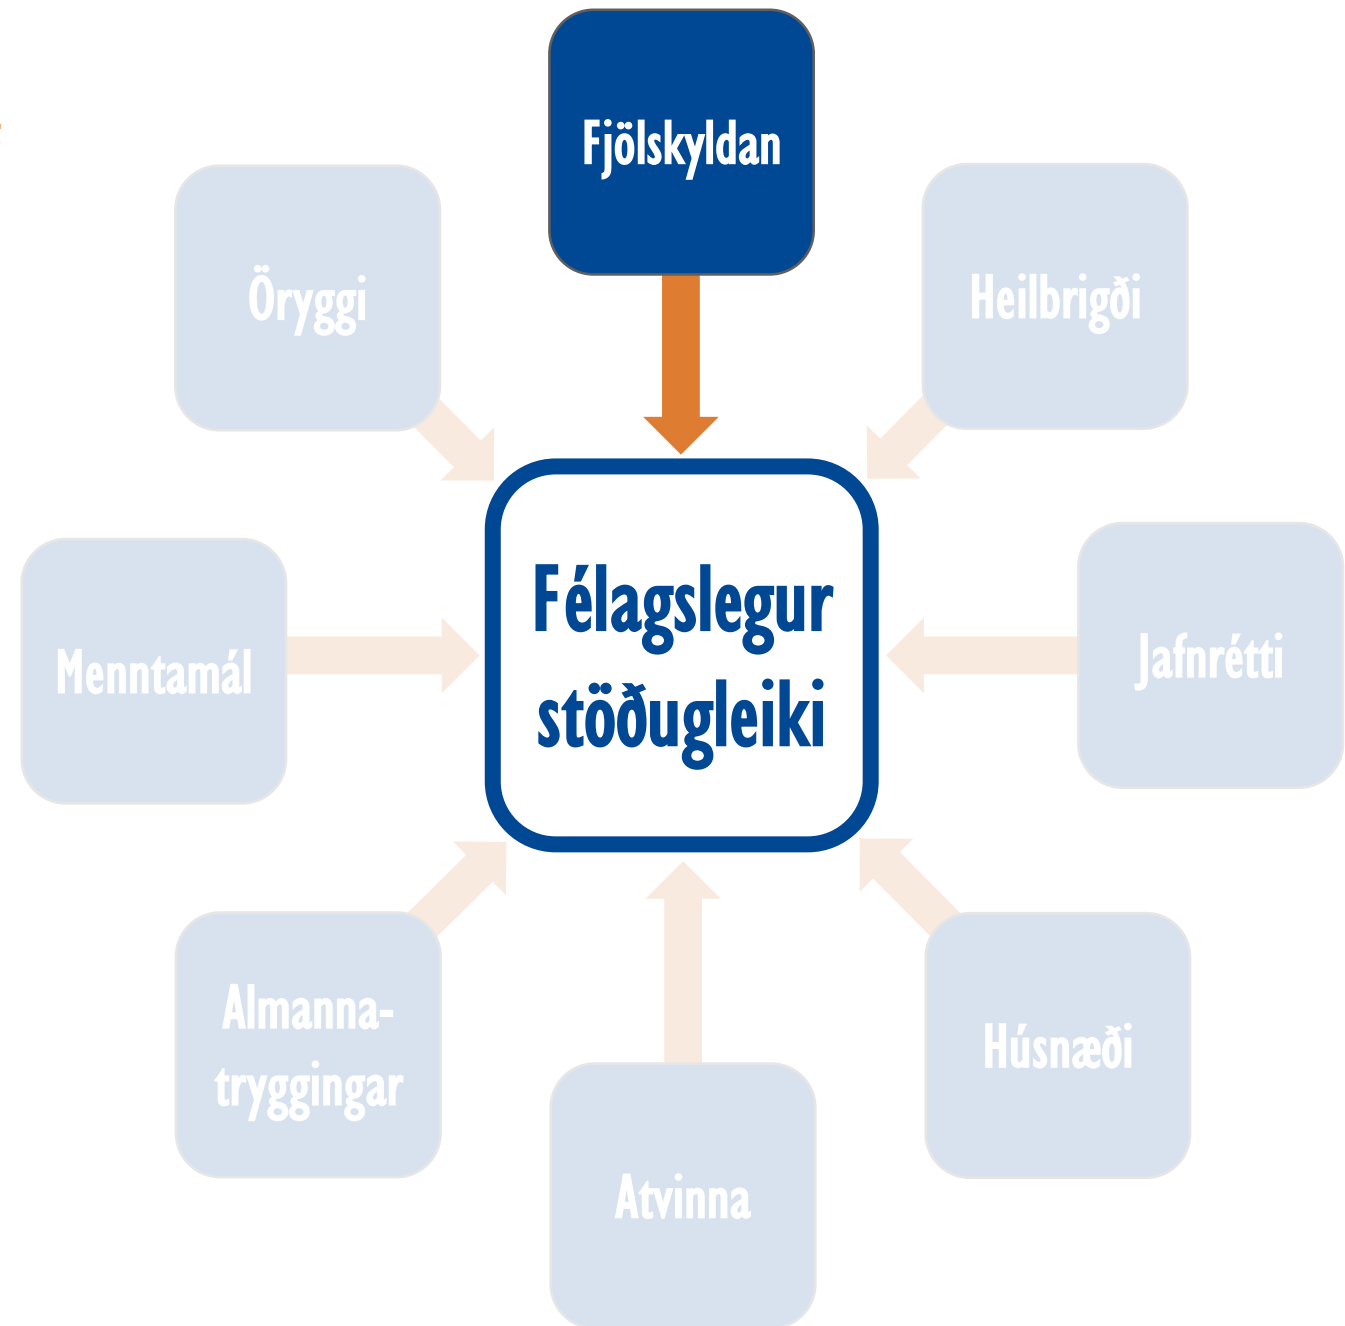 Fjölskyldan
Öryggi
Heilbrigði
Félagslegur
stöðugleiki
Menntamál
Jafnrétti
Almanna-
tryggingar
Húsnæði
Atvinna